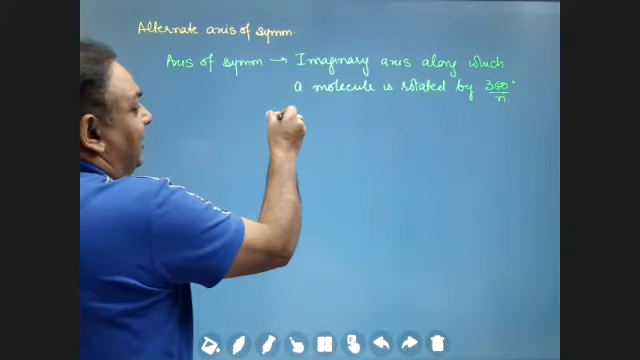 Alternate axis of symm.
Axis of symm → Imaginary axis along which
a molecule is rotated by 360°/n